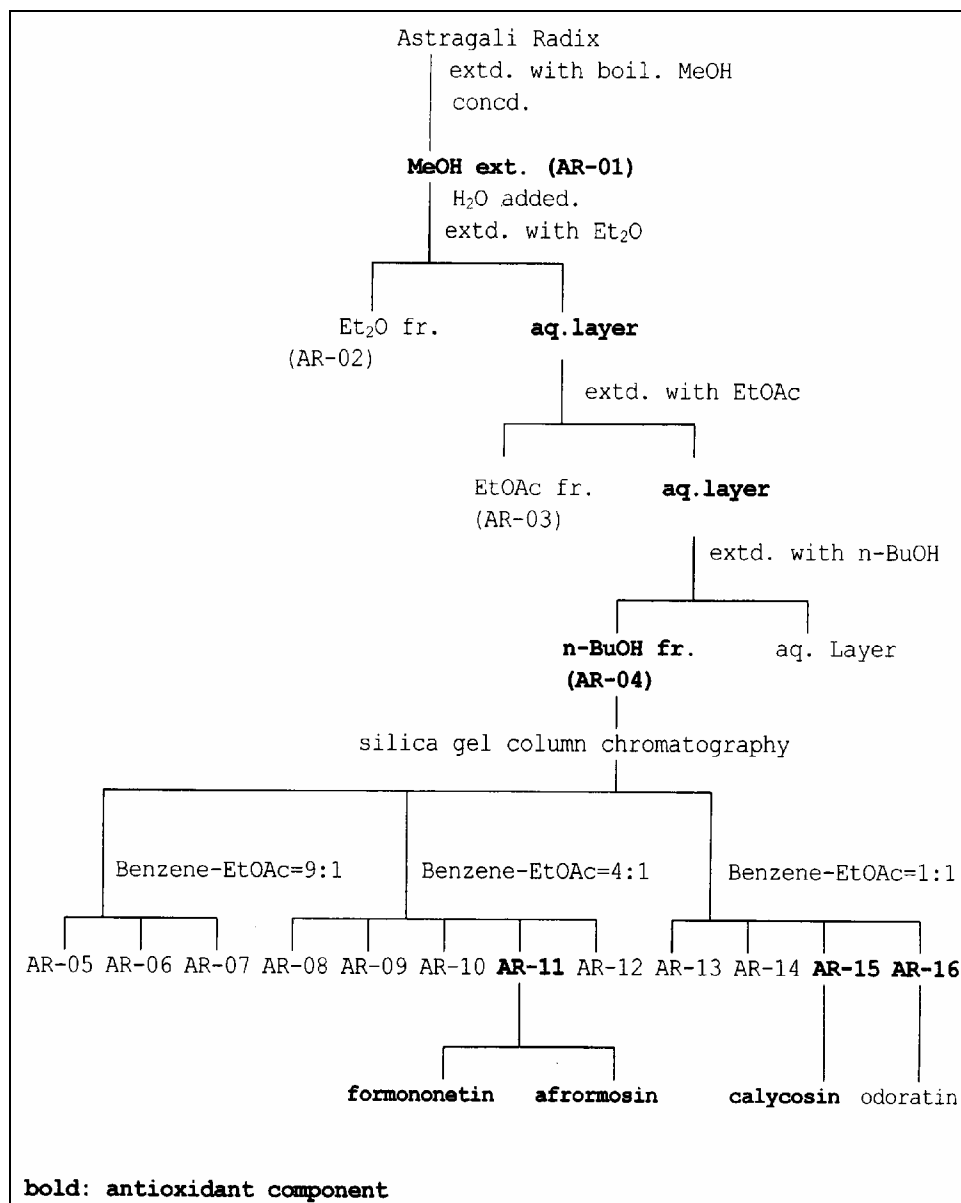 Astragali Radix
extd. with boil. MeOH
concd.
MeOH ext. (AR-01)
H₂O added.
extd. with Et₂O
Et₂O fr.
(AR-02)
aq.layer
extd. with EtOAc
EtOAc fr.
(AR-03)
aq.layer
extd. with n-BuOH
n-BuOH fr.
(AR-04)
aq. Layer
silica gel column chromatography
Benzene-EtOAc=9:1
Benzene-EtOAc=4:1
Benzene-EtOAc=1:1
AR-05 AR-06 AR-07 AR-08 AR-09 AR-10 AR-11 AR-12 AR-13 AR-14 AR-15 AR-16
formononetin afrormosin calycosin odoratin
bold: antioxidant component